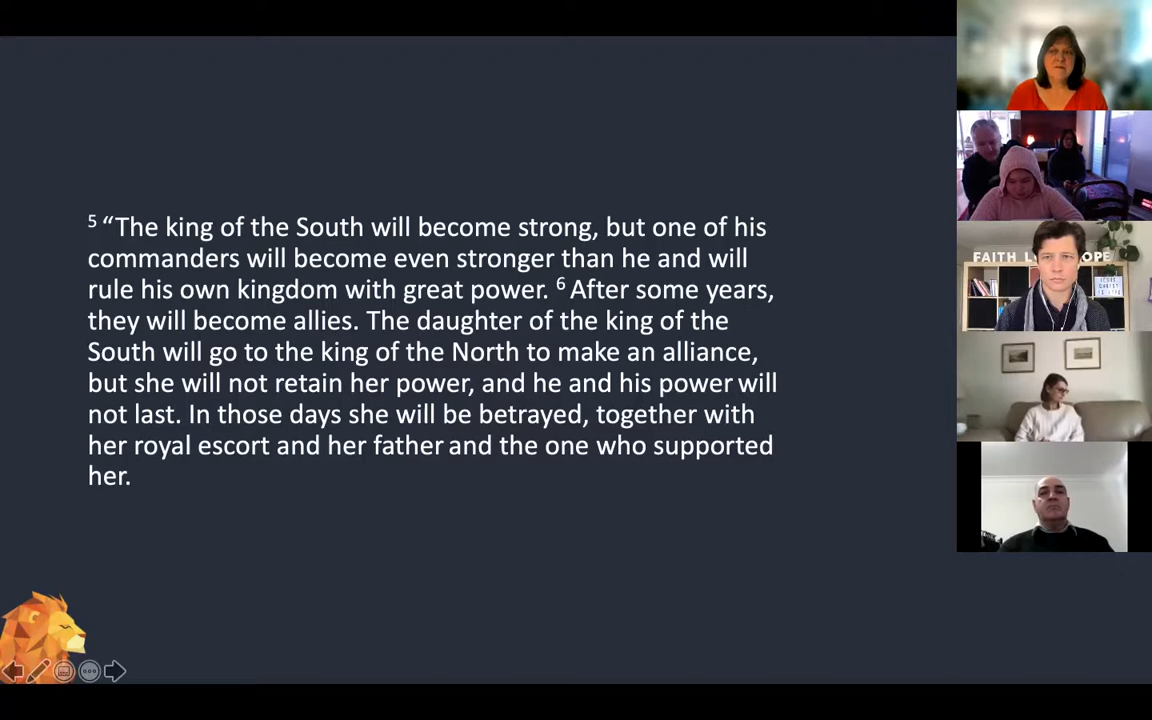 ⁵ “The king of the South will become strong, but one of his
commanders will become even stronger than he and will
rule his own kingdom with great power. ⁶ After some years,
they will become allies. The daughter of the king of the
South will go to the king of the North to make an alliance,
but she will not retain her power, and he and his power will
not last. In those days she will be betrayed, together with
her royal escort and her father and the one who supported
her.
FAITH L OPE
JESUS
CHRIST